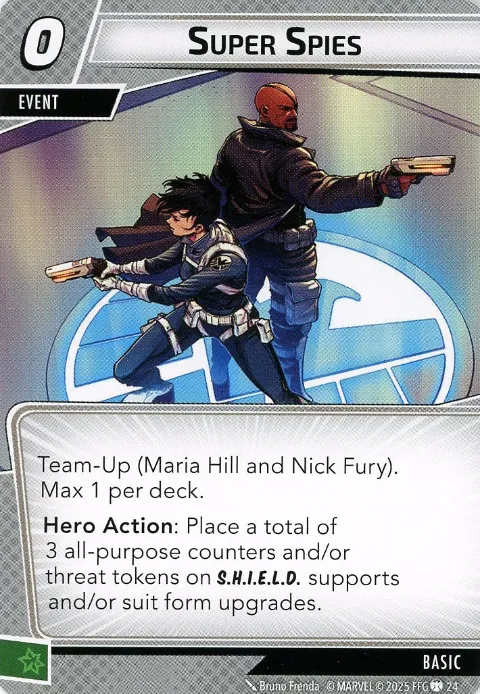 0
SUPER SPIES
EVENT
Team-Up (Maria Hill and Nick Fury).
Max 1 per deck.
Hero Action: Place a total of
3 all-purpose counters and/or
threat tokens on S.H.I.E.L.D. supports
and/or suit form upgrades.
BASIC
Bruno Frenda © MARVEL © 2025 FFG 24